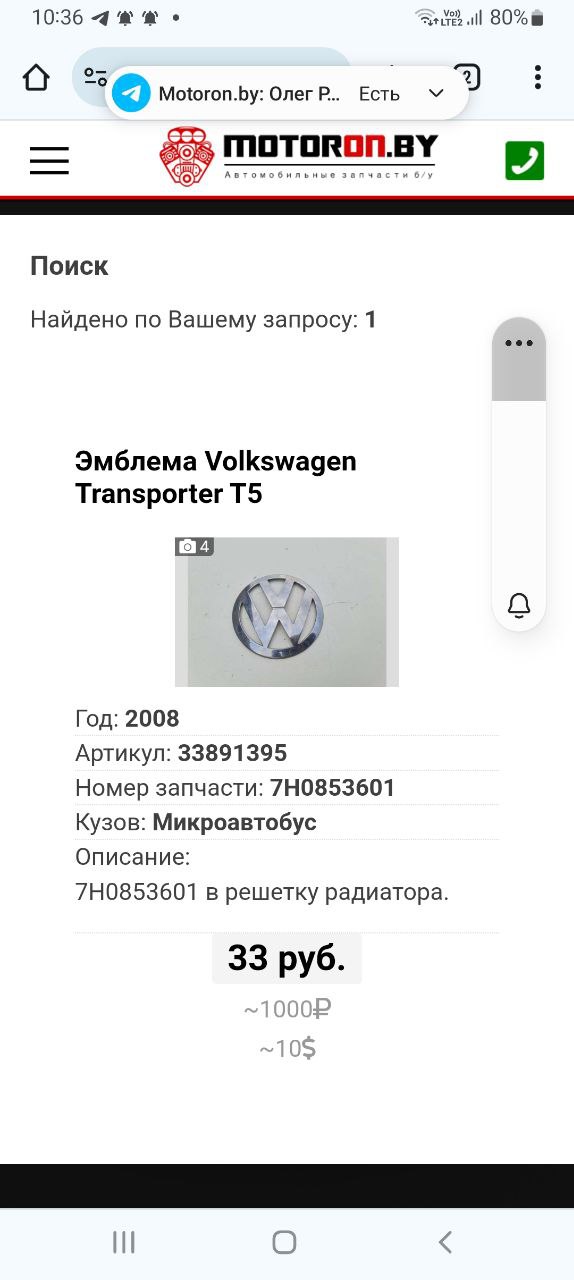 10:36
Vo)) LTE2 80%
2
Motoron.by: Олег Р... Есть
MOTORON.BY
Автомобильные запчасти б/у
Поиск
Найдено по Вашему запросу: 1
Эмблема Volkswagen
Transporter T5
4
Год: 2008
Артикул: 33891395
Номер запчасти: 7H0853601
Кузов: Микроавтобус
Описание:
7H0853601 в решетку радиатора.
33 руб.
~1000₽
~10$